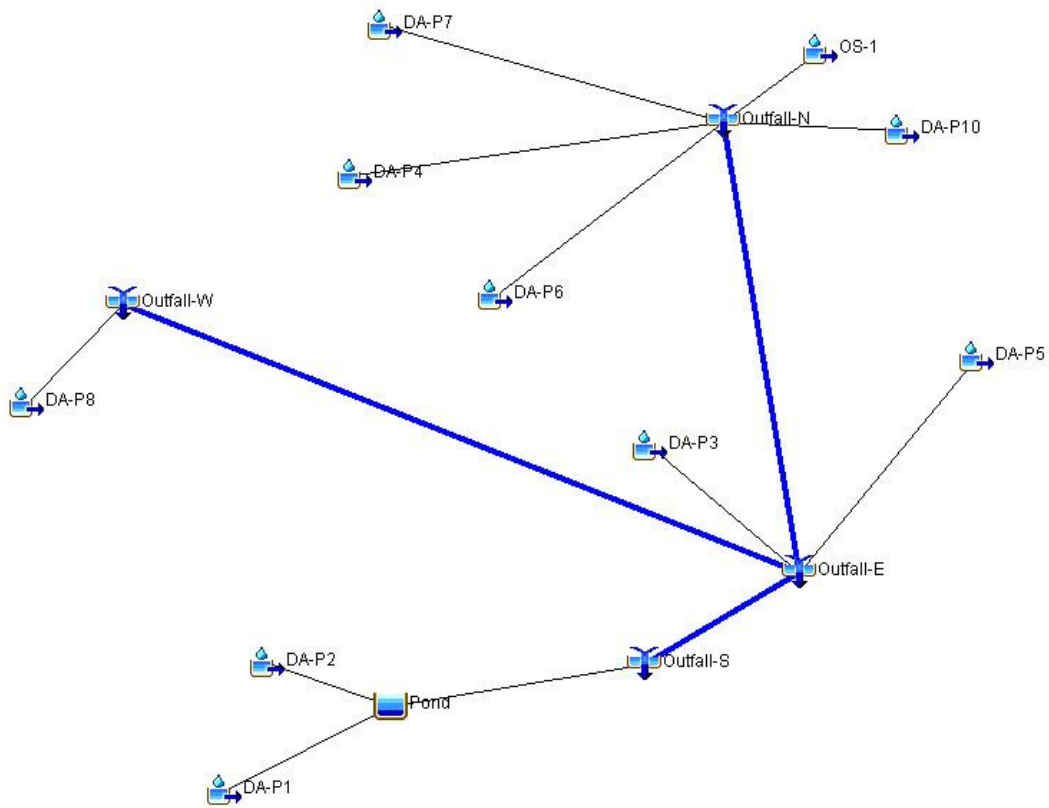 DA-P7
OS-1
Outfall-N
DA-P10
DA-P4
DA-P6
Outfall-W
DA-P5
DA-P8
DA-P3
Outfall-E
DA-P2
Outfall-S
Pond
DA-P1